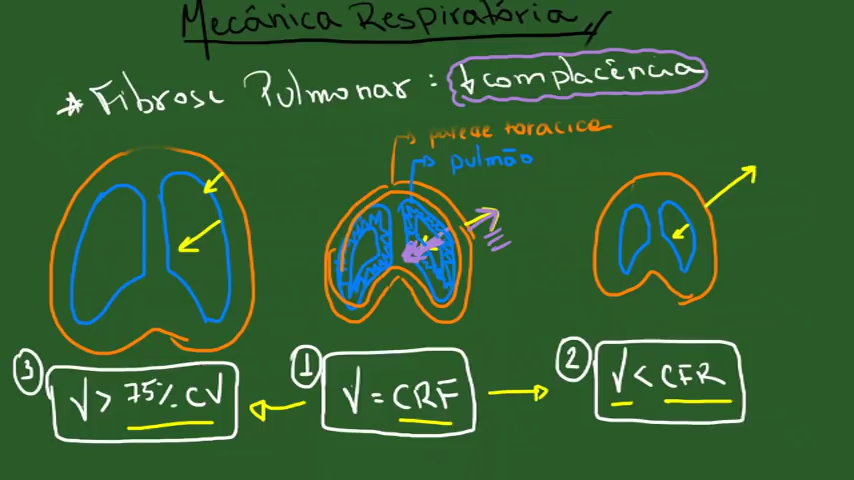 Mecânica Respiratória
* Fibrose Pulmonar : ↓ complacência
→ parede torácica
→ pulmão
3 V > 75% CV
1 V = CRF
2 V < CFR